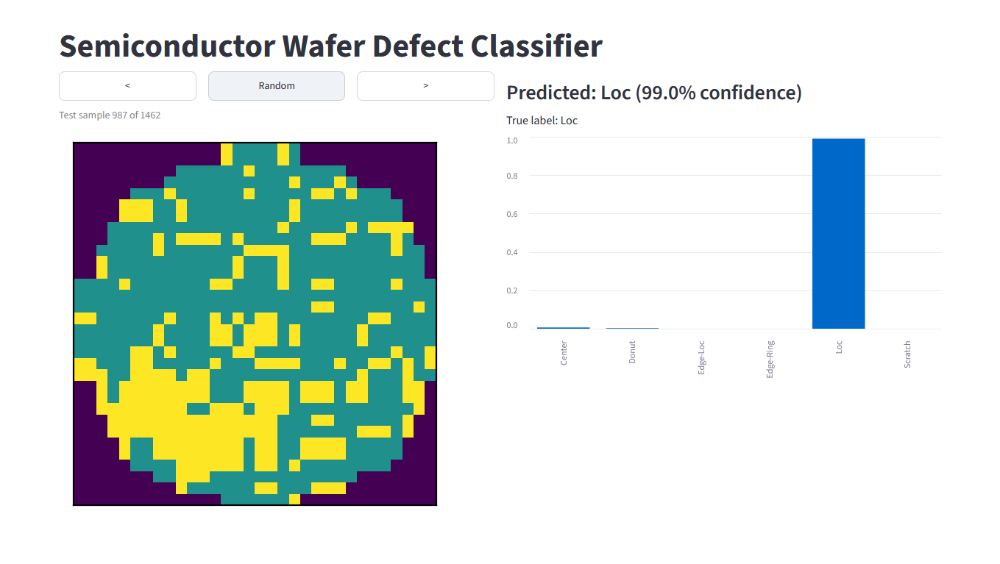 Semiconductor Wafer Defect Classifier
<
Random
>
Test sample 987 of 1462
Predicted: Loc (99.0% confidence)
True label: Loc
1.0
0.8
0.6
0.4
0.2
0.0
Center
Donut
Edge-Loc
Edge-Ring
Loc
Scratch